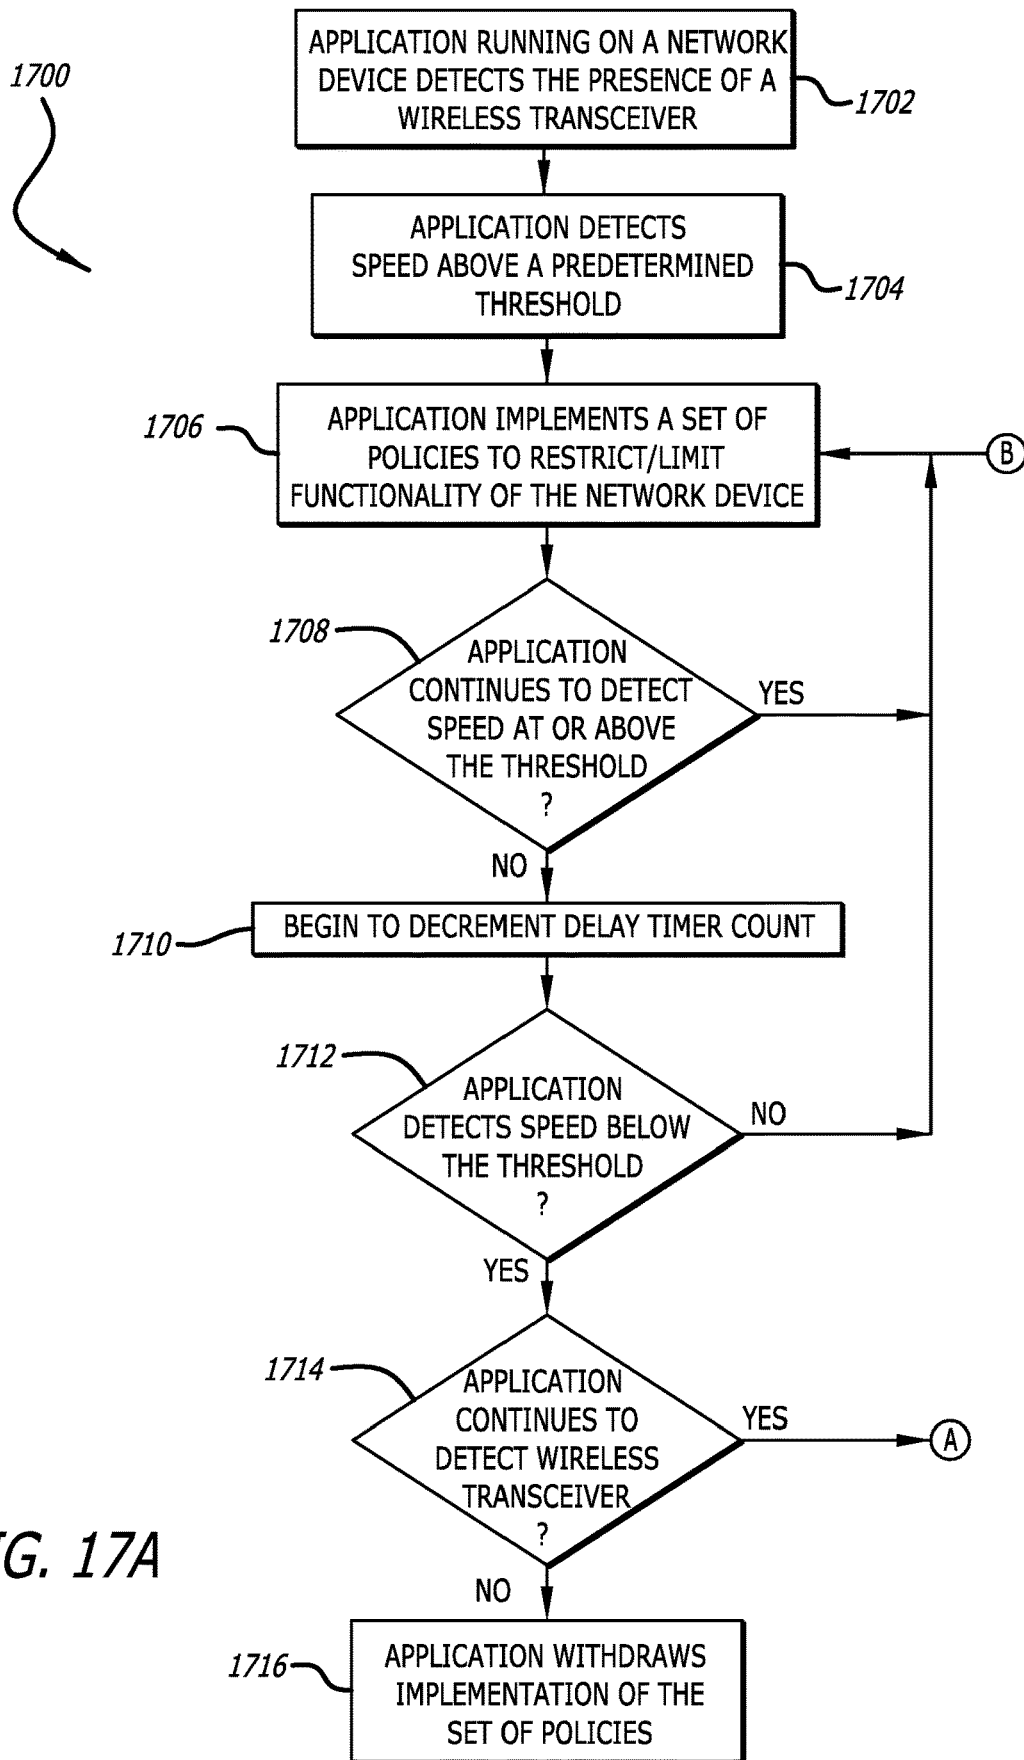 1700
APPLICATION RUNNING ON A NETWORK
DEVICE DETECTS THE PRESENCE OF A
WIRELESS TRANSCEIVER
1702
APPLICATION DETECTS
SPEED ABOVE A PREDETERMINED
THRESHOLD
1704
1706
APPLICATION IMPLEMENTS A SET OF
POLICIES TO RESTRICT/LIMIT
FUNCTIONALITY OF THE NETWORK DEVICE
B
1708
APPLICATION
CONTINUES TO DETECT
SPEED AT OR ABOVE
THE THRESHOLD
?
YES
NO
1710
BEGIN TO DECREMENT DELAY TIMER COUNT
1712
APPLICATION
DETECTS SPEED BELOW
THE THRESHOLD
?
NO
YES
1714
APPLICATION
CONTINUES TO
DETECT WIRELESS
TRANSCEIVER
?
YES
A
NO
1716
APPLICATION WITHDRAWS
IMPLEMENTATION OF THE
SET OF POLICIES
G. 17A